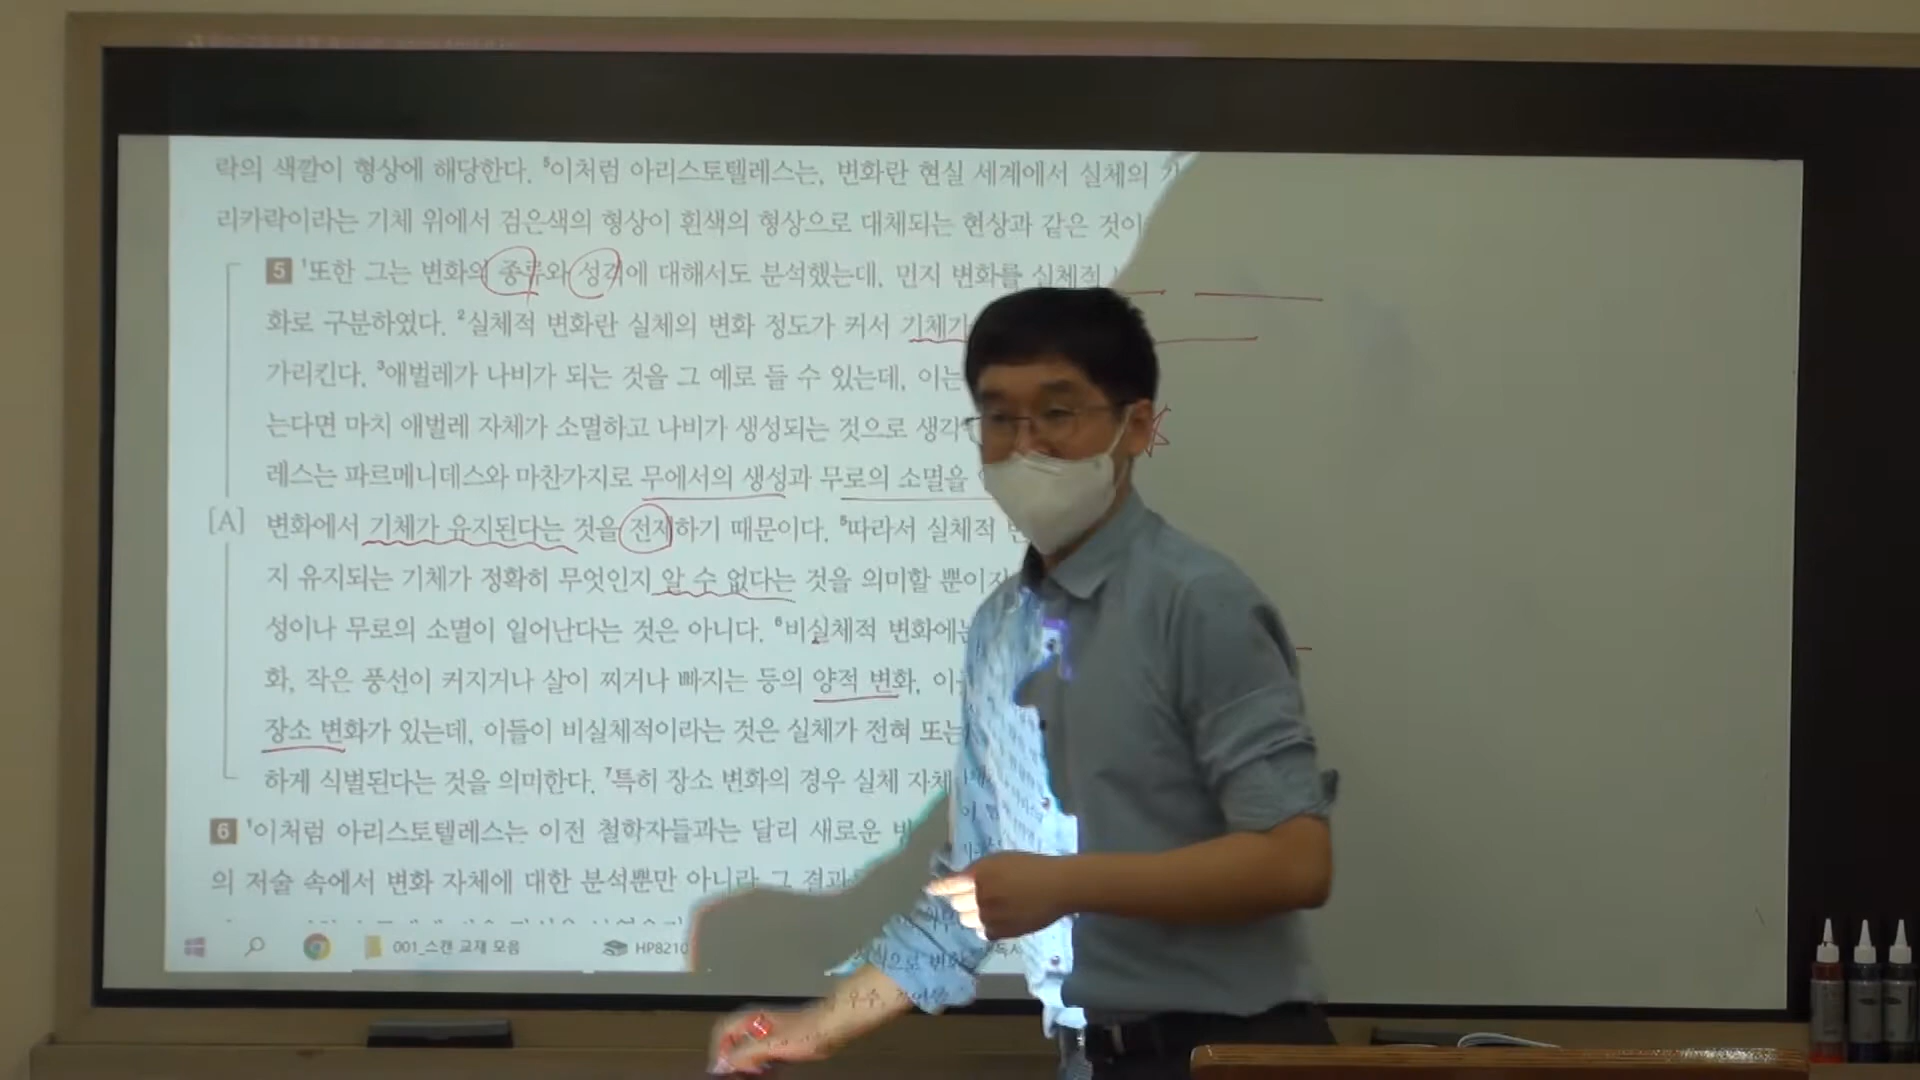 락의 색깔이 형상에 해당한다. ⁵이처럼 아리스토텔레스는, 변화란 현실 세계에서 실체의
리카락이라는 기체 위에서 검은색의 형상이 흰색의 형상으로 대체되는 현상과 같은 것이
5 ¹또한 그는 변화의 종류와 성격에 대해서도 분석했는데, 먼저 변화를 실체적
화로 구분하였다. ²실체적 변화란 실체의 변화 정도가 커서 기체가
가리킨다. ³애벌레가 나비가 되는 것을 그 예로 들 수 있는데, 이는
는다면 마치 애벌레 자체가 소멸하고 나비가 생성되는 것으로
레스는 파르메니데스와 마찬가지로 무에서의 생성과 무로의 소멸을
[A] 변화에서 기체가 유지된다는 것을 전제하기 때문이다. ⁵따라서 실체적
지 유지되는 기체가 정확히 무엇인지 알 수 없다는 것을 의미할 뿐이지
성이나 무로의 소멸이 일어난다는 것은 아니다. ⁶비실체적 변화에는
화, 작은 풍선이 커지거나 살이 찌거나 빠지는 등의 양적 변화,
장소 변화가 있는데, 이들이 비실체적이라는 것은 실체가 전혀 또는
하게 식별된다는 것을 의미한다. ⁷특히 장소 변화의 경우 실체 자체
6 ¹이처럼 아리스토텔레스는 이전 철학자들과는 달리 새로운
의 저술 속에서 변화 자체에 대한 분석뿐만 아니라 그 결과
001_스캔 교재 모음
HP8210